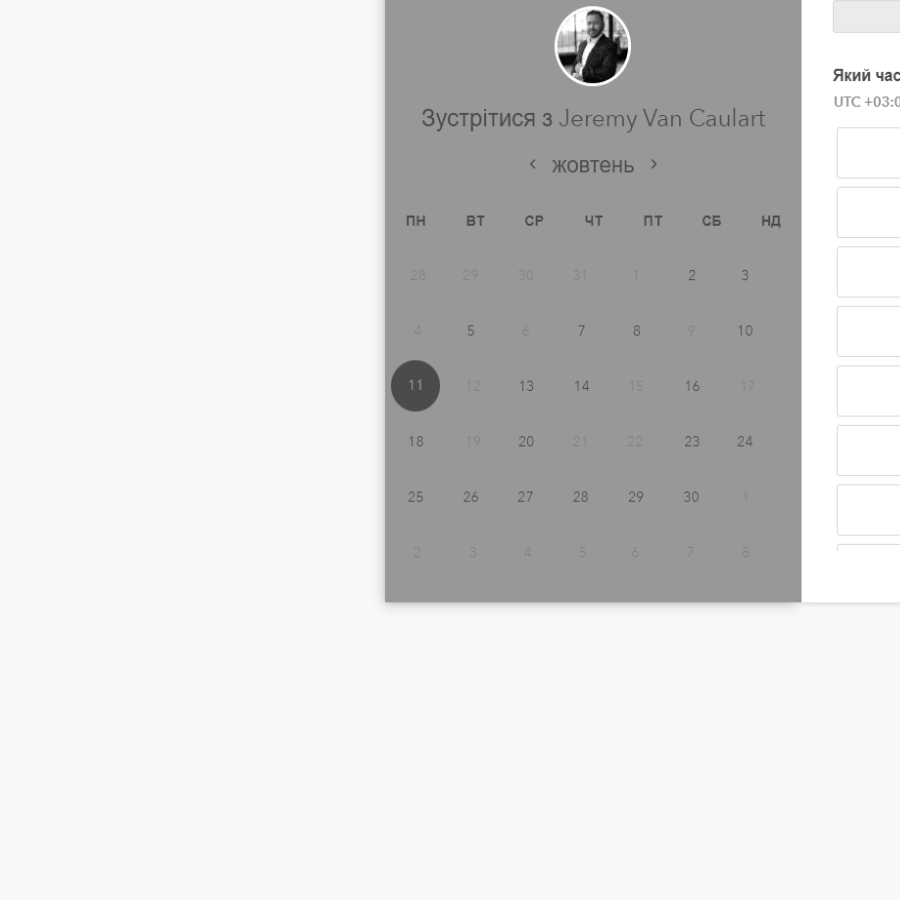 Зустрітися з Jeremy Van Caulart
жовтень
ПН ВТ СР ЧТ ПТ СБ НД
28 29 30 31 1 2 3
4 5 6 7 8 9 10
11 12 13 14 15 16 17
18 19 20 21 22 23 24
25 26 27 28 29 30 1
2 3 4 5 6 7 8
Який час
UTC +03:0